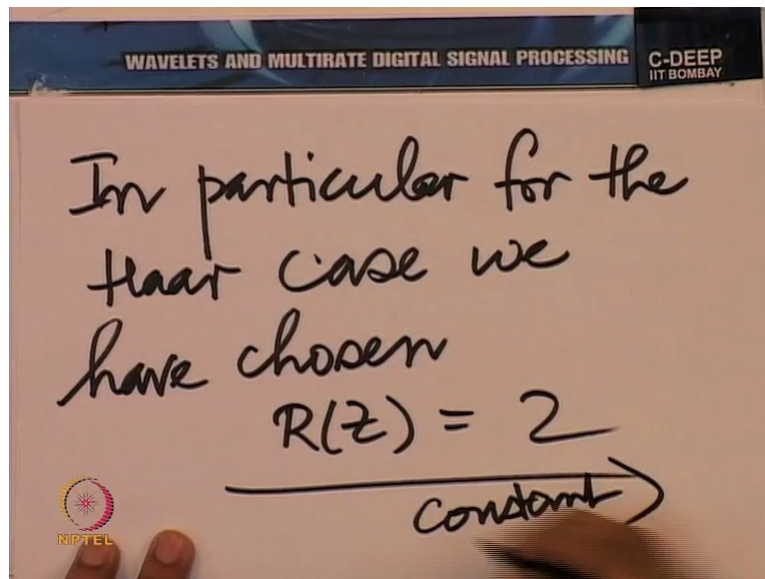 WAVELETS AND MULTIRATE DIGITAL SIGNAL PROCESSING
C-DEEP
IIT BOMBAY
In particular for the
Haar case we
have chosen
R(Z) = 2
constant
NPTEL